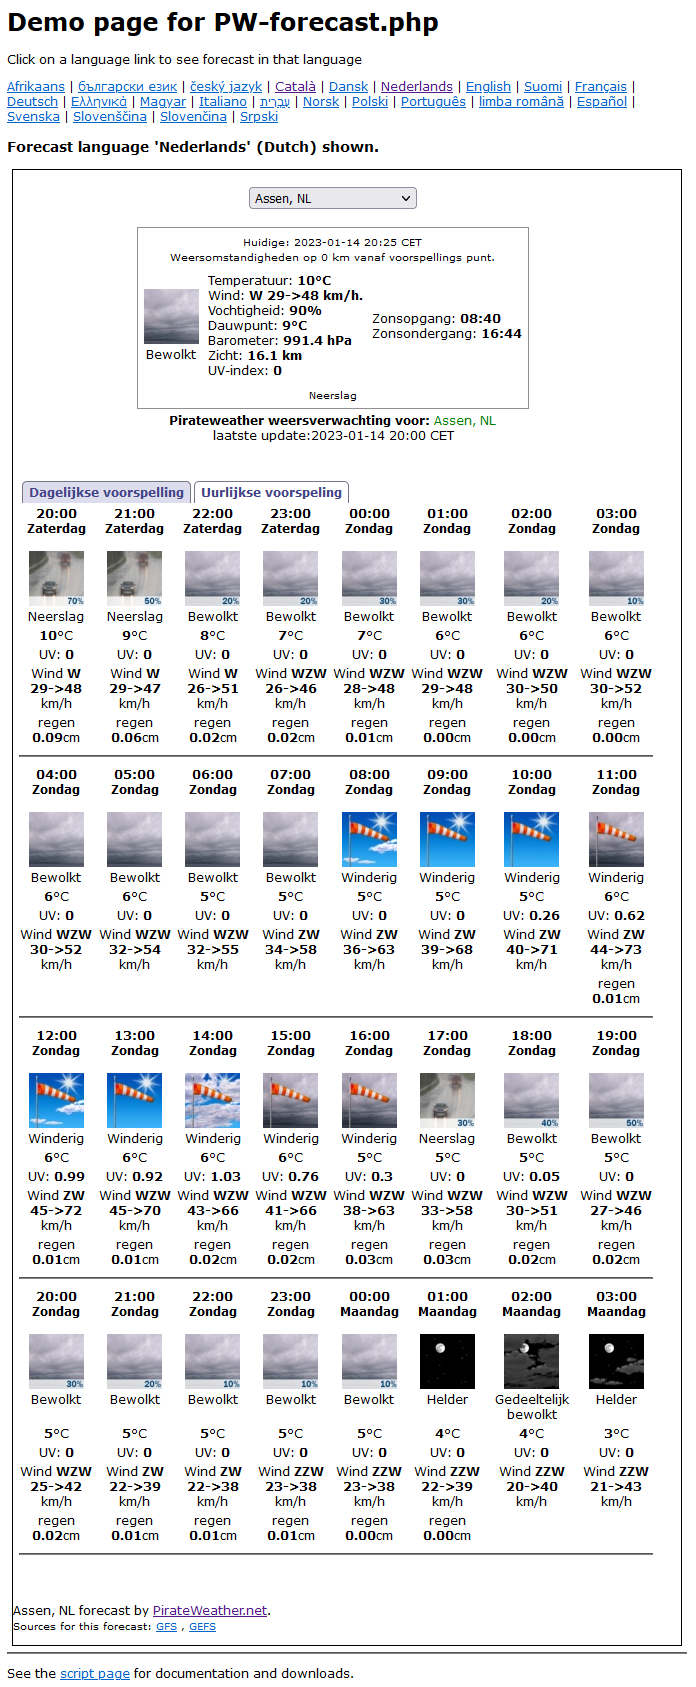 Demo page for PW-forecast.php
Click on a language link to see forecast in that language
Afrikaans | български език | český jazyk | Català | Dansk | Nederlands | English | Suomi | Français |
Deutsch | Ελληνικά | Magyar | Italiano | עִבְרִית | Norsk | Polski | Português | limba română | Español |
Svenska | Slovenščina | Slovenčina | Srpski
Forecast language 'Nederlands' (Dutch) shown.
Assen, NL
Huidige: 2023-01-14 20:25 CET
Weersomstandigheden op 0 km vanaf voorspellings punt.
Temperatuur: 10°C
Wind: W 29->48 km/h.
Vochtigheid: 90%
Dauwpunt: 9°C
Barometer: 991.4 hPa
Zicht: 16.1 km
UV-index: 0
Bewolkt
Zonsopgang: 08:40
Zonsondergang: 16:44
Neerslag
Pirateweather weersverwachting voor: Assen, NL
laatste update:2023-01-14 20:00 CET
Dagelijkse voorspelling Uurlijkse voorspeling
20:00 21:00 22:00 23:00 00:00 01:00 02:00 03:00
Zaterdag Zaterdag Zaterdag Zaterdag Zondag Zondag Zondag Zondag
70% 50% 20% 20% 30% 30% 20% 10%
Neerslag Neerslag Bewolkt Bewolkt Bewolkt Bewolkt Bewolkt Bewolkt
10°C 9°C 8°C 7°C 7°C 6°C 6°C 6°C
UV: 0 UV: 0 UV: 0 UV: 0 UV: 0 UV: 0 UV: 0 UV: 0
Wind W Wind W Wind W Wind WZW Wind WZW Wind WZW Wind WZW Wind WZW
29->48 29->47 26->51 26->46 28->48 29->48 30->50 30->52
km/h km/h km/h km/h km/h km/h km/h km/h
regen regen regen regen regen regen regen regen
0.09cm 0.06cm 0.02cm 0.02cm 0.01cm 0.00cm 0.00cm 0.00cm
04:00 05:00 06:00 07:00 08:00 09:00 10:00 11:00
Zondag Zondag Zondag Zondag Zondag Zondag Zondag Zondag
Bewolkt Bewolkt Bewolkt Bewolkt Winderig Winderig Winderig Winderig
6°C 6°C 5°C 5°C 5°C 5°C 5°C 6°C
UV: 0 UV: 0 UV: 0 UV: 0 UV: 0 UV: 0 UV: 0.26 UV: 0.62
Wind WZW Wind WZW Wind WZW Wind ZW Wind ZW Wind ZW Wind ZW Wind ZW
30->52 32->54 32->55 34->58 36->63 39->68 40->71 44->73
km/h km/h km/h km/h km/h km/h km/h km/h
regen
0.01cm
12:00 13:00 14:00 15:00 16:00 17:00 18:00 19:00
Zondag Zondag Zondag Zondag Zondag Zondag Zondag Zondag
30% 40% 50%
Winderig Winderig Winderig Winderig Winderig Neerslag Bewolkt Bewolkt
6°C 6°C 6°C 6°C 5°C 5°C 5°C 5°C
UV: 0.99 UV: 0.92 UV: 1.03 UV: 0.76 UV: 0.3 UV: 0 UV: 0.05 UV: 0
Wind ZW Wind WZW Wind WZW Wind WZW Wind WZW Wind WZW Wind WZW Wind WZW
45->72 45->70 43->66 41->66 38->63 33->58 30->51 27->46
km/h km/h km/h km/h km/h km/h km/h km/h
regen regen regen regen regen regen regen regen
0.01cm 0.01cm 0.02cm 0.02cm 0.03cm 0.03cm 0.02cm 0.02cm
20:00 21:00 22:00 23:00 00:00 01:00 02:00 03:00
Zondag Zondag Zondag Zondag Maandag Maandag Maandag Maandag
30% 20% 10% 10% 10%
Bewolkt Bewolkt Bewolkt Bewolkt Bewolkt Helder Gedeeltelijk Helder
bewolkt
5°C 5°C 5°C 5°C 5°C 4°C 4°C 3°C
UV: 0 UV: 0 UV: 0 UV: 0 UV: 0 UV: 0 UV: 0 UV: 0
Wind WZW Wind ZW Wind ZW Wind ZZW Wind ZZW Wind ZZW Wind ZZW Wind ZZW
25->42 22->39 22->38 23->38 23->38 22->39 20->40 21->43
km/h km/h km/h km/h km/h km/h km/h km/h
regen regen regen regen regen regen
0.02cm 0.01cm 0.01cm 0.01cm 0.00cm 0.00cm
Assen, NL forecast by PirateWeather.net.
Sources for this forecast: GFS , GEFS
See the script page for documentation and downloads.